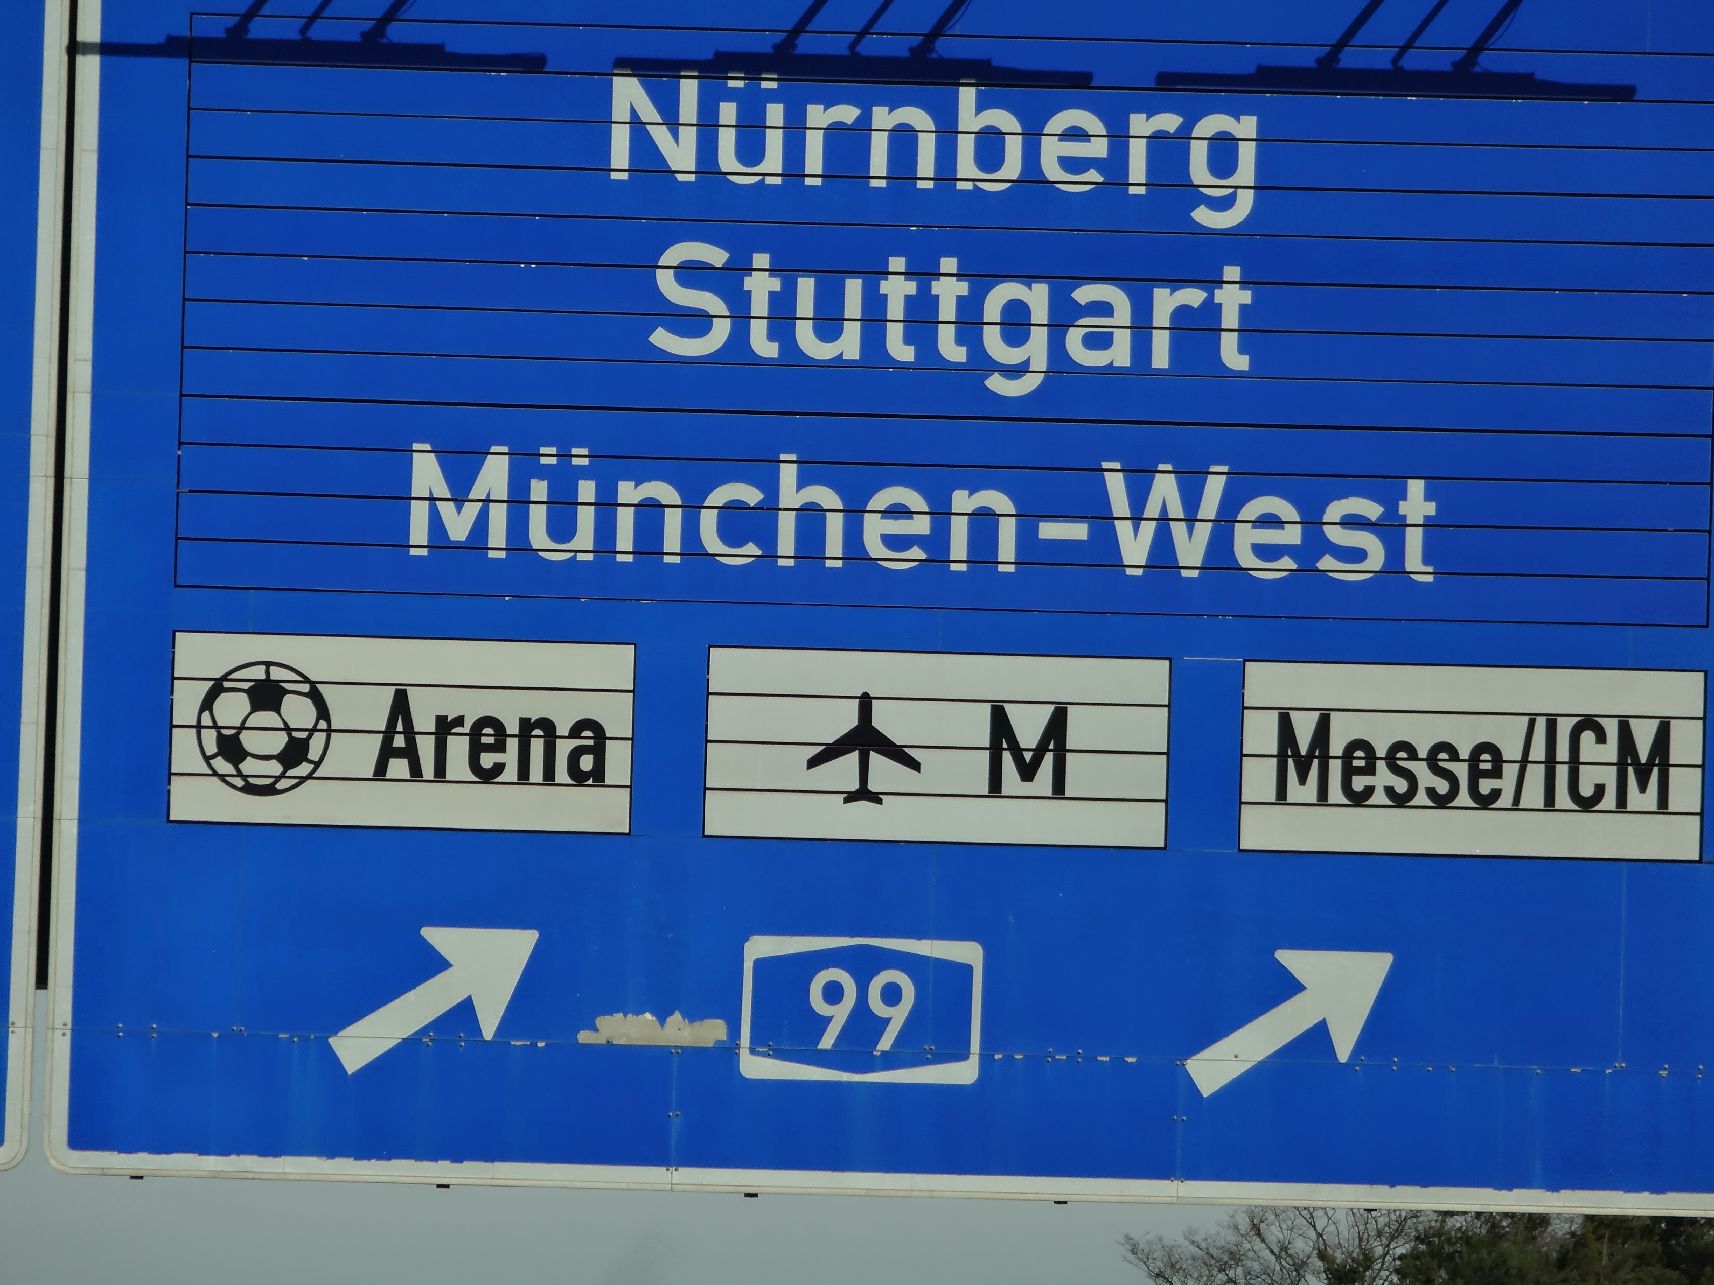 Nürnberg
Stuttgart
München-West
Arena
M
Messe/ICM
99